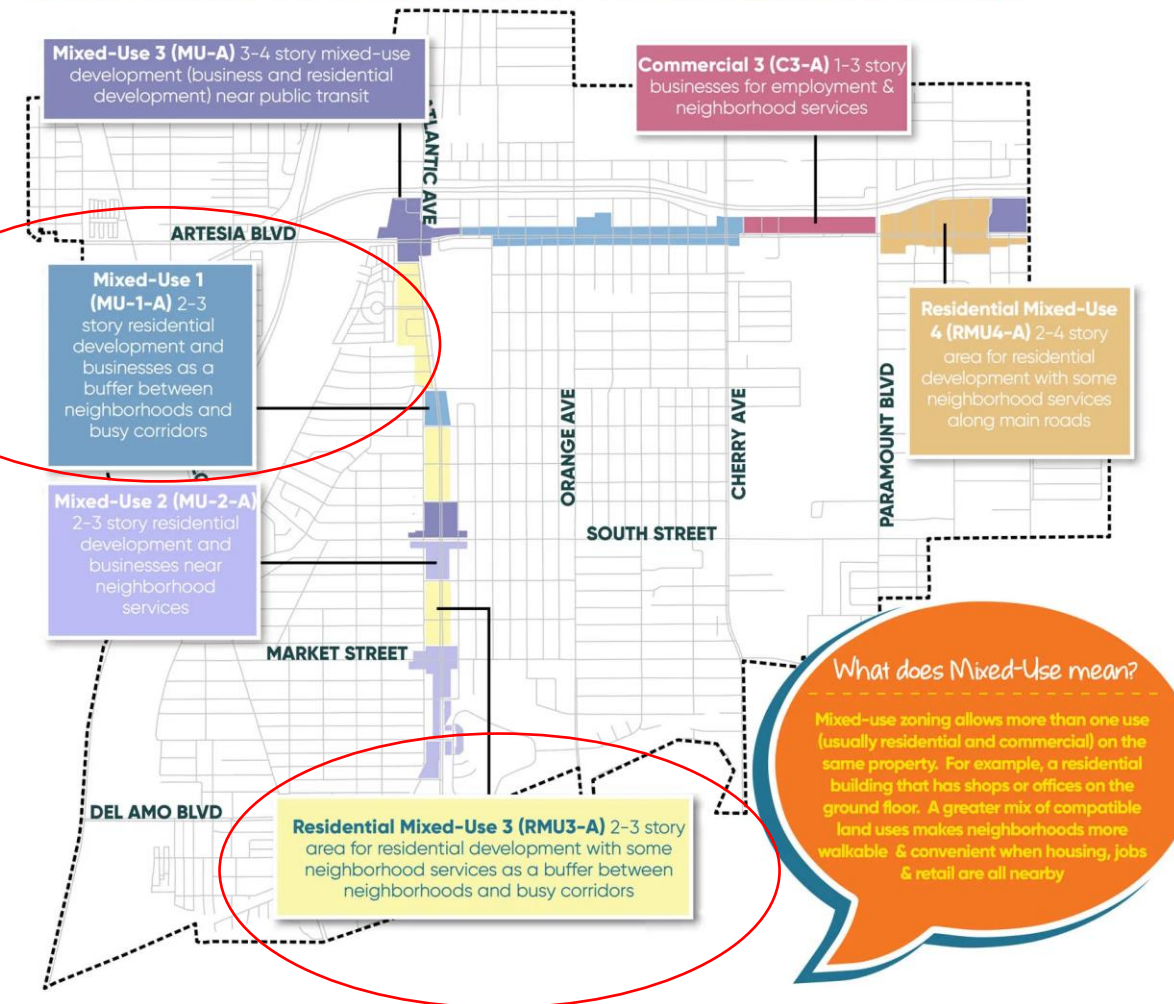 Mixed-Use 3 (MU-A) 3-4 story mixed-use
development (business and residential
development) near public transit
Commercial 3 (C3-A) 1-3 story
businesses for employment &
neighborhood services
ATLANTIC AVE
ARTESIA BLVD
Mixed-Use 1
(MU-1-A) 2-3
story residential
development and
businesses as a
buffer between
neighborhoods and
busy corridors
Residential Mixed-Use
4 (RMU4-A) 2-4 story
area for residential
development with some
neighborhood services
along main roads
ORANGE AVE
CHERRY AVE
PARAMOUNT BLVD
Mixed-Use 2 (MU-2-A)
2-3 story residential
development and
businesses near
neighborhood
services
SOUTH STREET
MARKET STREET
What does Mixed-Use mean?
Mixed-use zoning allows more than one use
(usually residential and commercial) on the
same property. For example, a residential
building that has shops or offices on the
ground floor. A greater mix of compatible
land uses makes neighborhoods more
walkable & convenient when housing, jobs
& retail are all nearby
DEL AMO BLVD
Residential Mixed-Use 3 (RMU3-A) 2-3 story
area for residential development with some
neighborhood services as a buffer between
neighborhoods and busy corridors